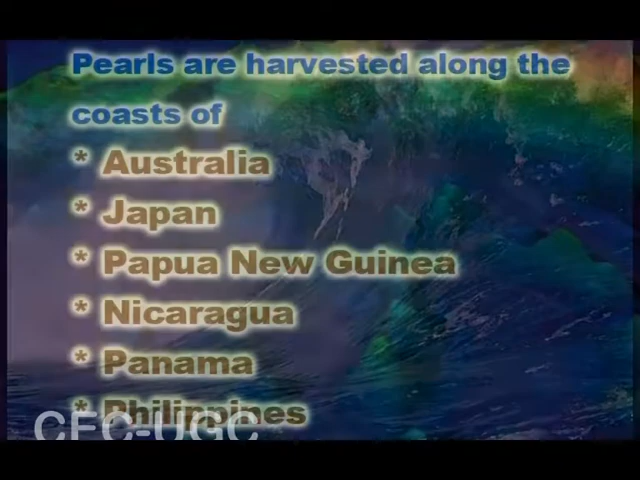 Pearls are harvested along the
coasts of
* Australia
* Japan
* Papua New Guinea
* Nicaragua
* Panama
* Philippines
CEC-UGC